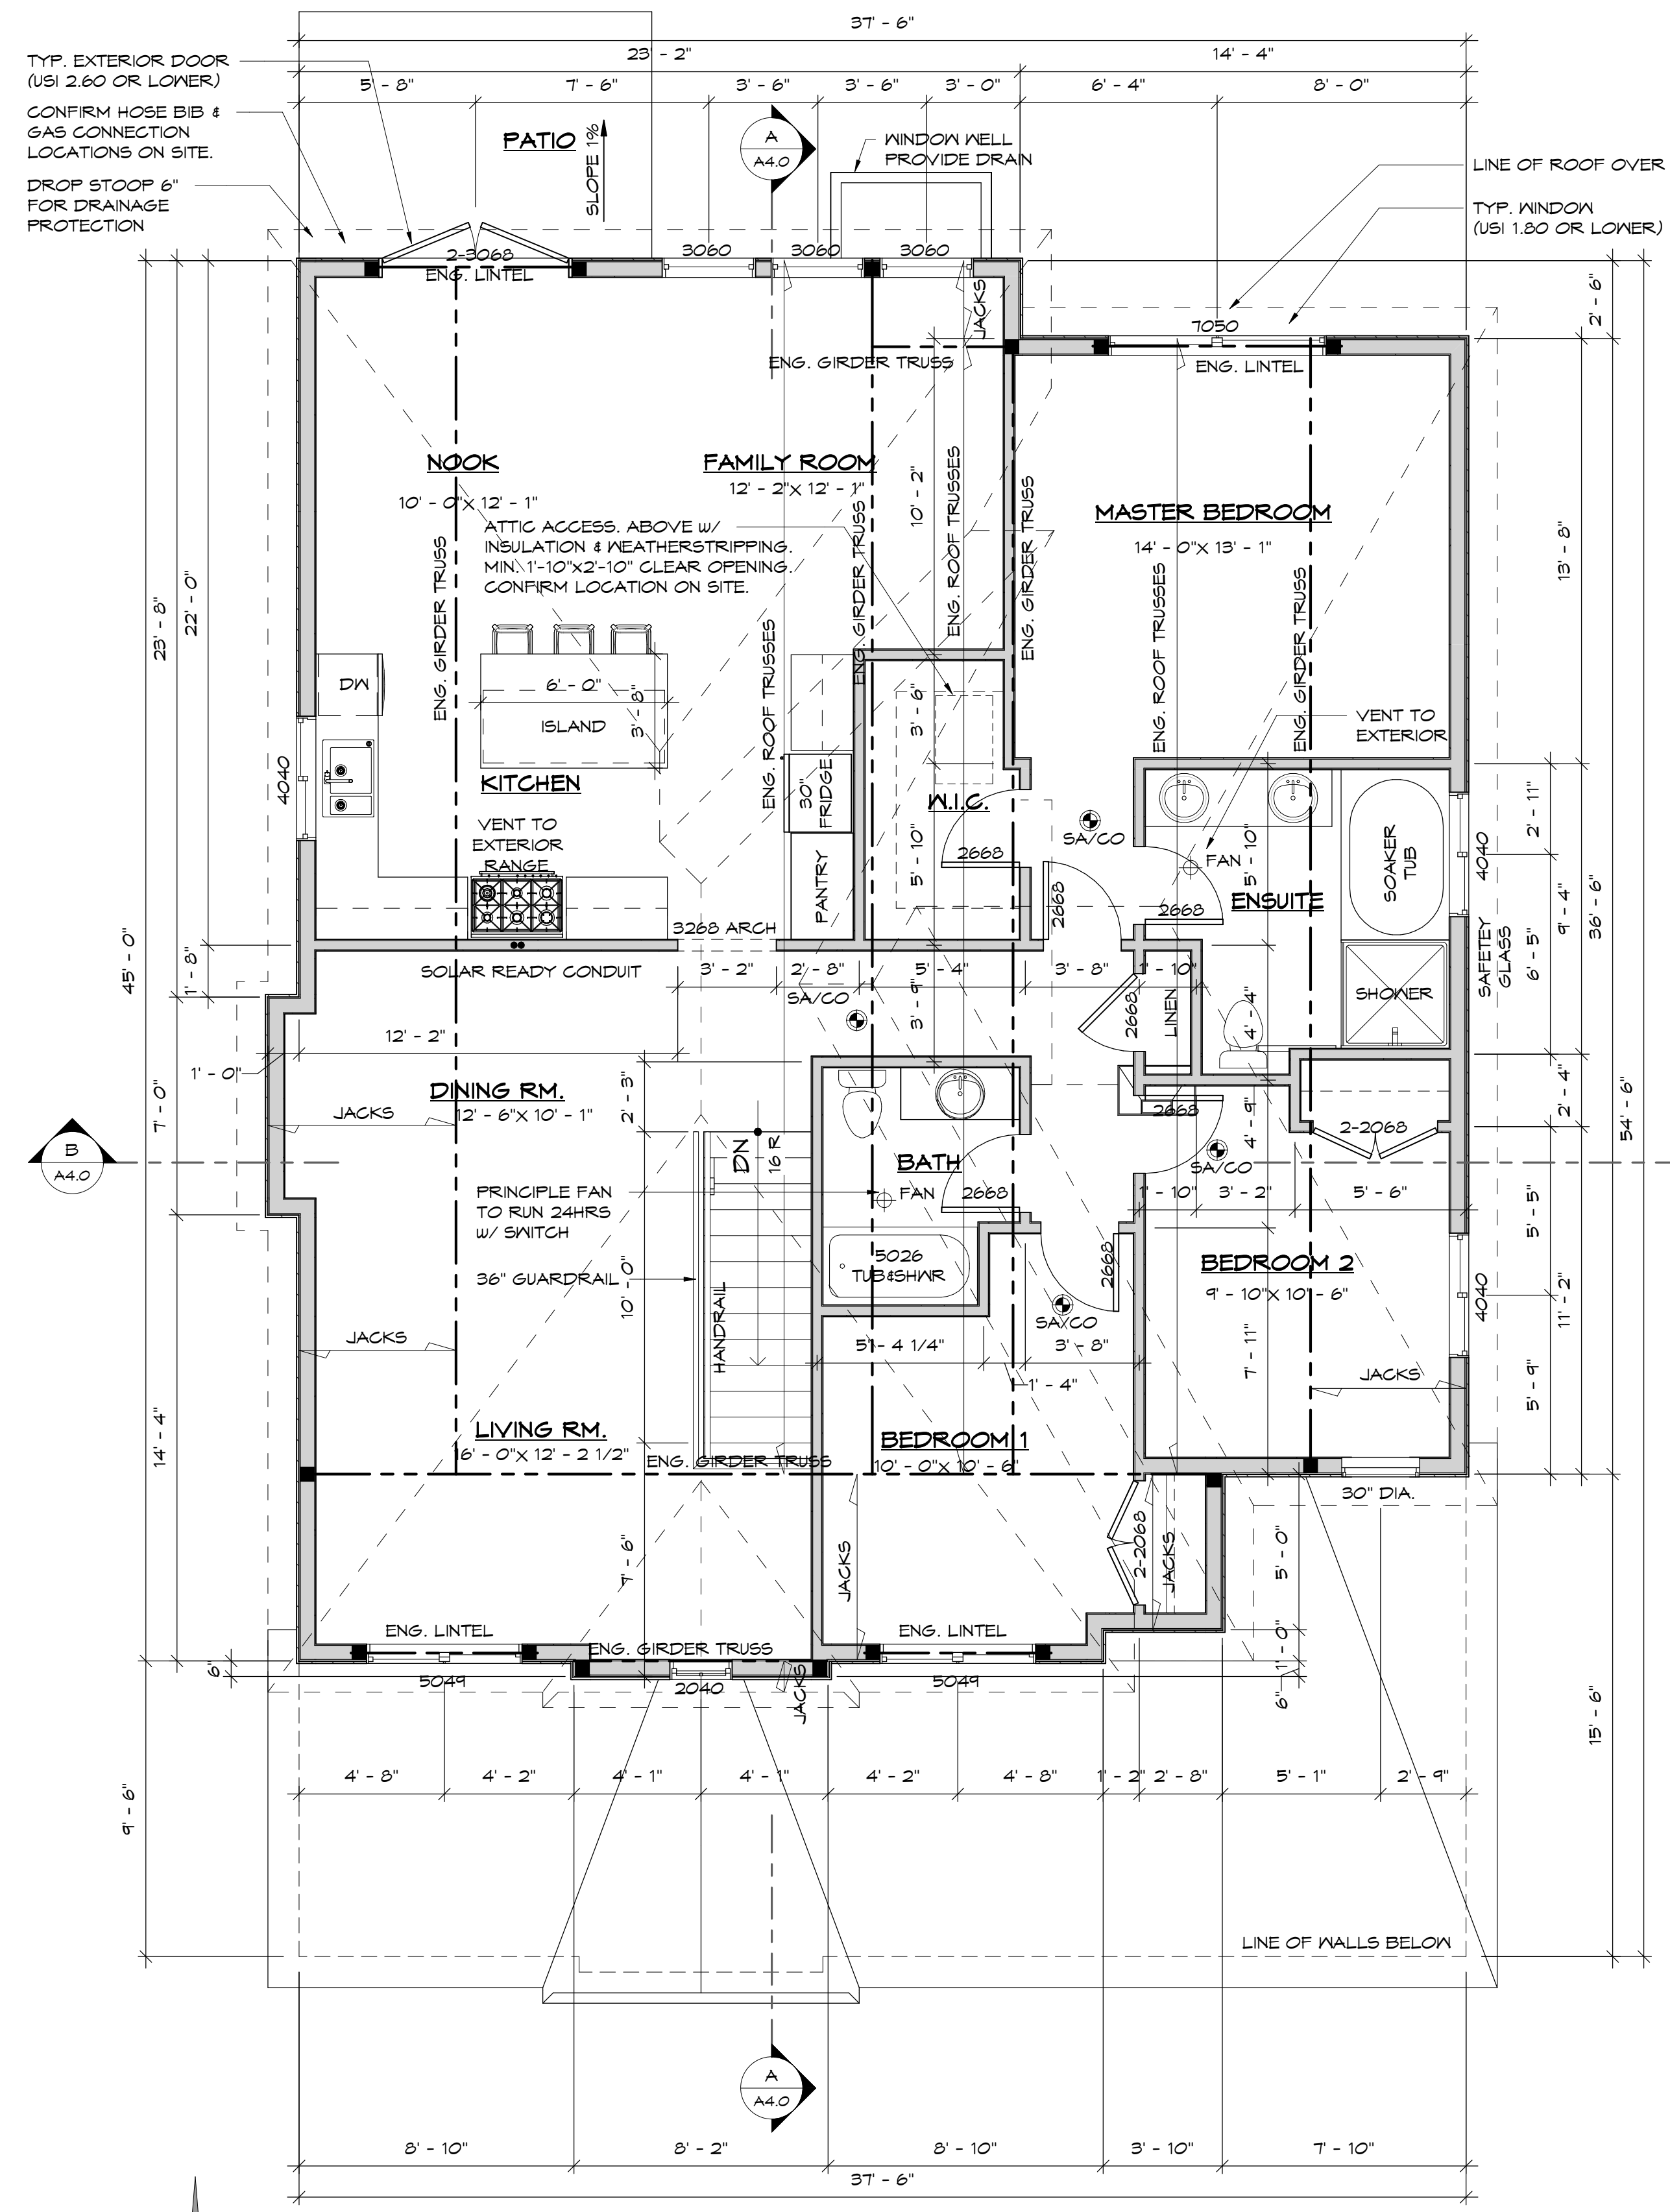 37' - 6"
23' - 2"
14' - 4"
5' - 8"
7' - 6"
3' - 6"
3' - 6"
3' - 0"
6' - 4"
8' - 0"
TYP. EXTERIOR DOOR
(USI 2.60 OR LOWER)
CONFIRM HOSE BIB &
GAS CONNECTION
LOCATIONS ON SITE.
DROP STOOP 6"
FOR DRAINAGE
PROTECTION
PATIO
SLOPE 1%
A
A4.0
WINDOW WELL
PROVIDE DRAIN
LINE OF ROOF OVER
TYP. WINDOW
(USI 1.80 OR LOWER)
2-3068
ENG. LINTEL
3060
3060
3060
JACKS
7050
ENG. LINTEL
2' - 6"
ENG. GIRDER TRUSS
NOOK
10' - 0"x 12' - 1"
FAMILY ROOM
12' - 2"x 12' - 1"
ATTIC ACCESS. ABOVE w/
INSULATION & WEATHERSTRIPPING.
MIN. 1'-10"x2'-10" CLEAR OPENING.
CONFIRM LOCATION ON SITE.
10' - 2"
ENG. ROOF TRUSSES
ENG. GIRDER TRUSS
MASTER BEDROOM
14' - 0"x 13' - 1"
ENG. GIRDER TRUSS
ENG. GIRDER TRUSS
ENG. ROOF TRUSSES
ENG. ROOF TRUSSES
ENG. GIRDER TRUSS
13' - 8"
22' - 0"
23' - 8"
45' - 0"
DW
6' - 0"
3' - 8"
ISLAND
KITCHEN
4040
VENT TO
EXTERIOR
RANGE
30"
FRIDGE
PANTRY
3' - 6"
W.I.C.
5' - 10"
2668
2668
SA/CO
VENT TO
EXTERIOR
FAN
5' - 10"
ENSUITE
2668
SOAKER
TUB
4040
2' - 11"
9' - 4"
36' - 6"
6' - 5"
SAFETEY
GLASS
SHOWER
3268 ARCH
SOLAR READY CONDUIT
3' - 2"
2' - 8"
5' - 4"
3' - 8"
1' - 10"
SA/CO
3' - 9"
2668
LINEN
4' - 4"
1' - 8"
12' - 2"
1' - 0"
7' - 0"
DINING RM.
12' - 6"x 10' - 1"
JACKS
2' - 3"
B
A4.0
DN
16 R
BATH
FAN
2668
2668
4' - 9"
SA/CO
2-2068
2' - 4"
54' - 6"
1' - 10"
3' - 2"
5' - 6"
5' - 5"
PRINCIPLE FAN
TO RUN 24HRS
w/ SWITCH
36" GUARDRAIL
10' - 0"
HANDRAIL
5026
TUB&SHWR
2668
SA/CO
BEDROOM 2
9' - 10"x 10' - 6"
4040
11' - 2"
JACKS
5' - 4 1/4"
3' - 8"
1' - 4"
7' - 11"
JACKS
5' - 9"
14' - 4"
LIVING RM.
16' - 0"x 12' - 2 1/2"
ENG. GIRDER TRUSS
BEDROOM 1
10' - 0"x 10' - 6"
30" DIA.
7' - 6"
JACKS
2-2068
JACKS
5' - 0"
ENG. LINTEL
ENG. GIRDER TRUSS
ENG. LINTEL
1' - 0"
6"
6"
5049
2040
JACKS
5049
15' - 6"
4' - 8"
4' - 2"
4' - 1"
4' - 1"
4' - 2"
4' - 8"
1' - 2"
2' - 8"
5' - 1"
2' - 9"
9' - 6"
LINE OF WALLS BELOW
A
A4.0
8' - 10"
8' - 2"
8' - 10"
3' - 10"
7' - 10"
37' - 6"